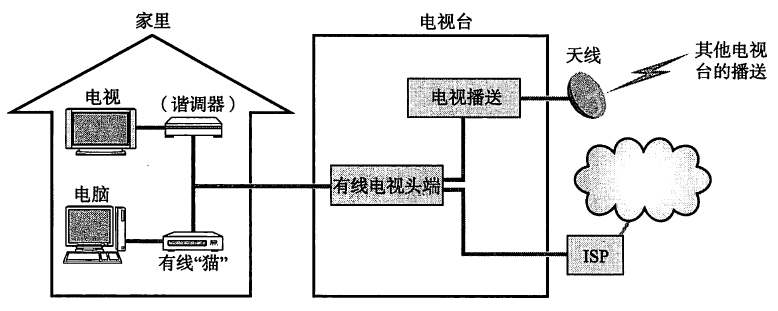 家里
电视台
电视
（谐调器）
电脑
有线“猫”
电视播送
有线电视头端
天线
其他电视
台的播送
ISP